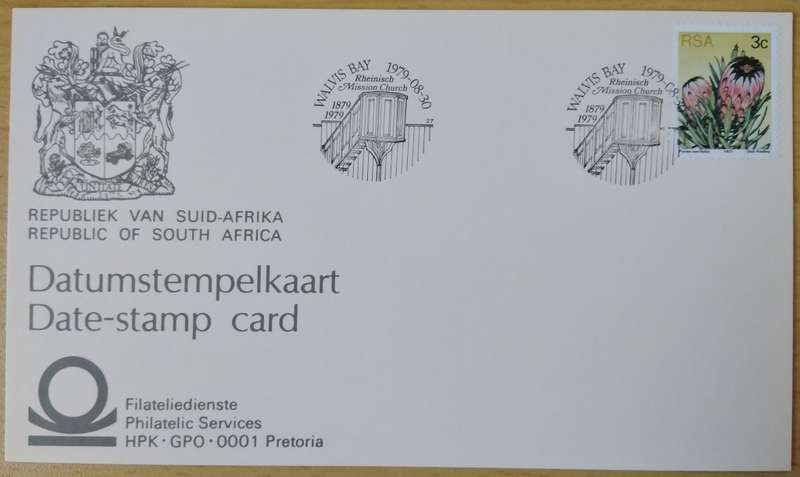 REPUBLIEK VAN SUID-AFRIKA
REPUBLIC OF SOUTH AFRICA
Datumstempelkaart
Date-stamp card
Filateliedienste
Philatelic Services
HPK · GPO · 0001 Pretoria
WALVIS BAY 1979-08-30
Rheinisch
Mission Church
1879
1979
27
WALVIS BAY 1979-08
Rheinisch
Mission Church
1879
1979
RSA 3c